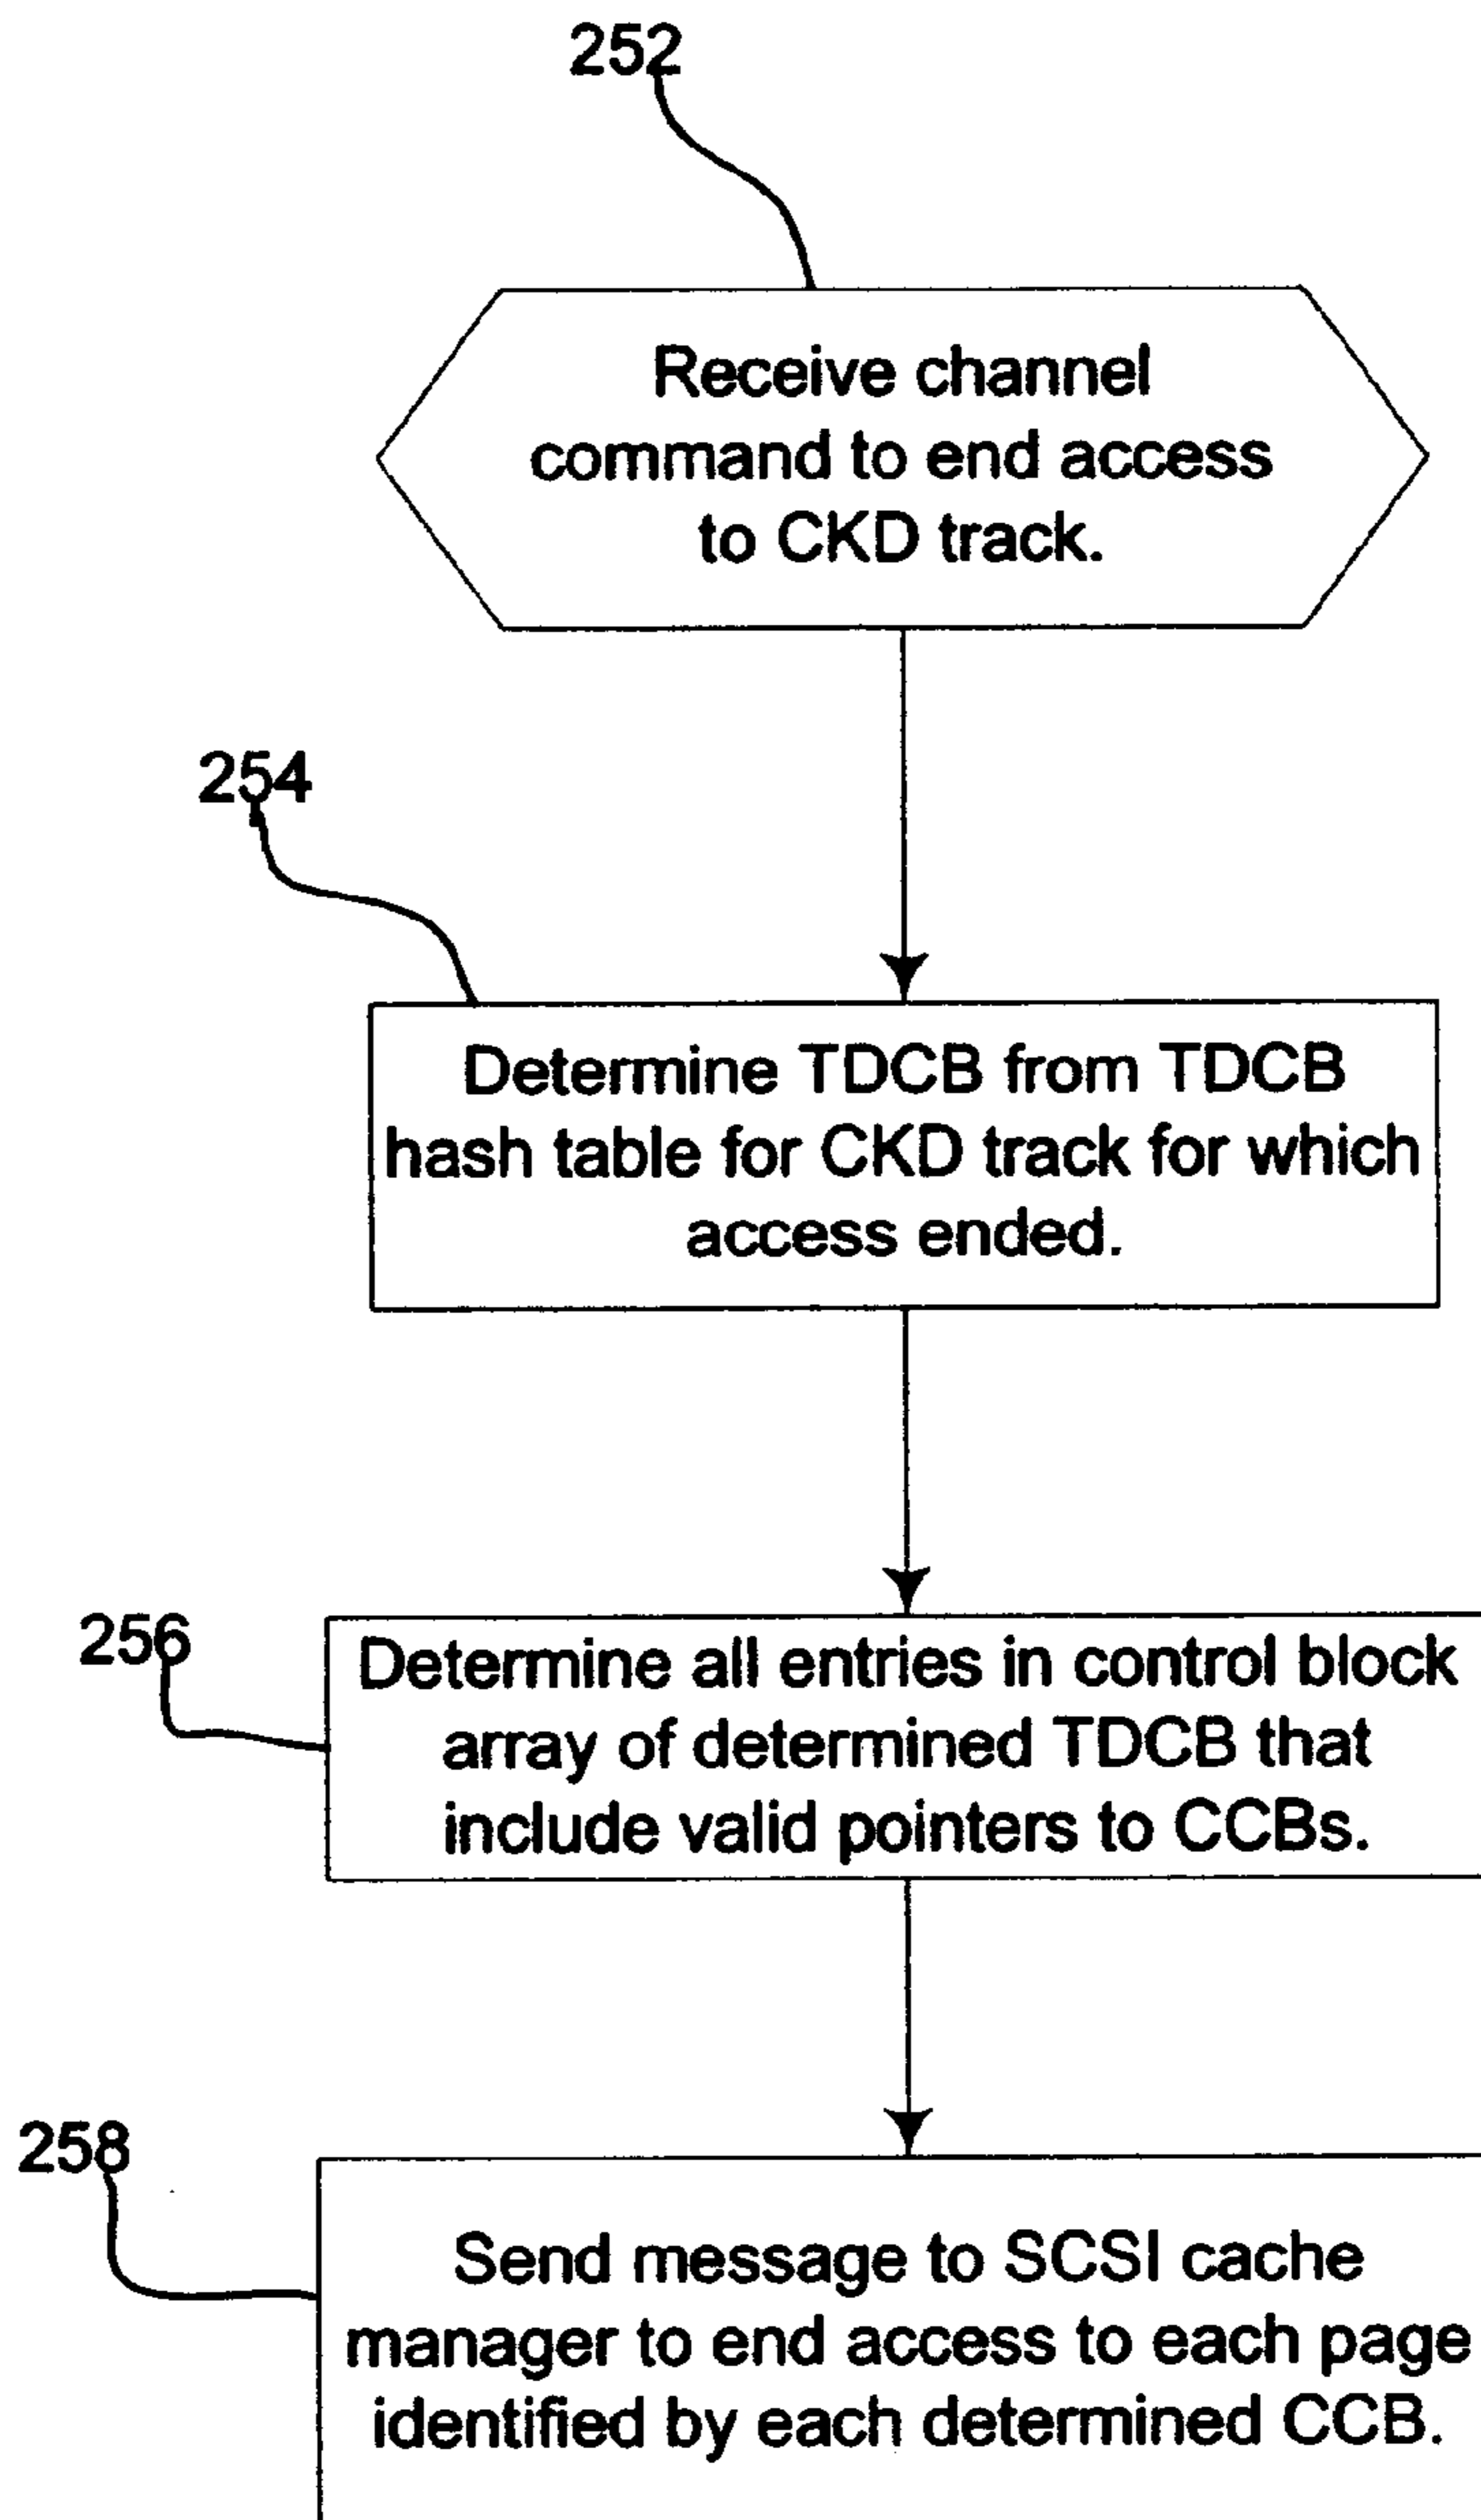 252
Receive channel
command to end access
to CKD track.
254
Determine TDCB from TDCB
hash table for CKD track for which
access ended.
256
Determine all entries in control block
array of determined TDCB that
include valid pointers to CCBs.
258
Send message to SCSI cache
manager to end access to each page
identified by each determined CCB.